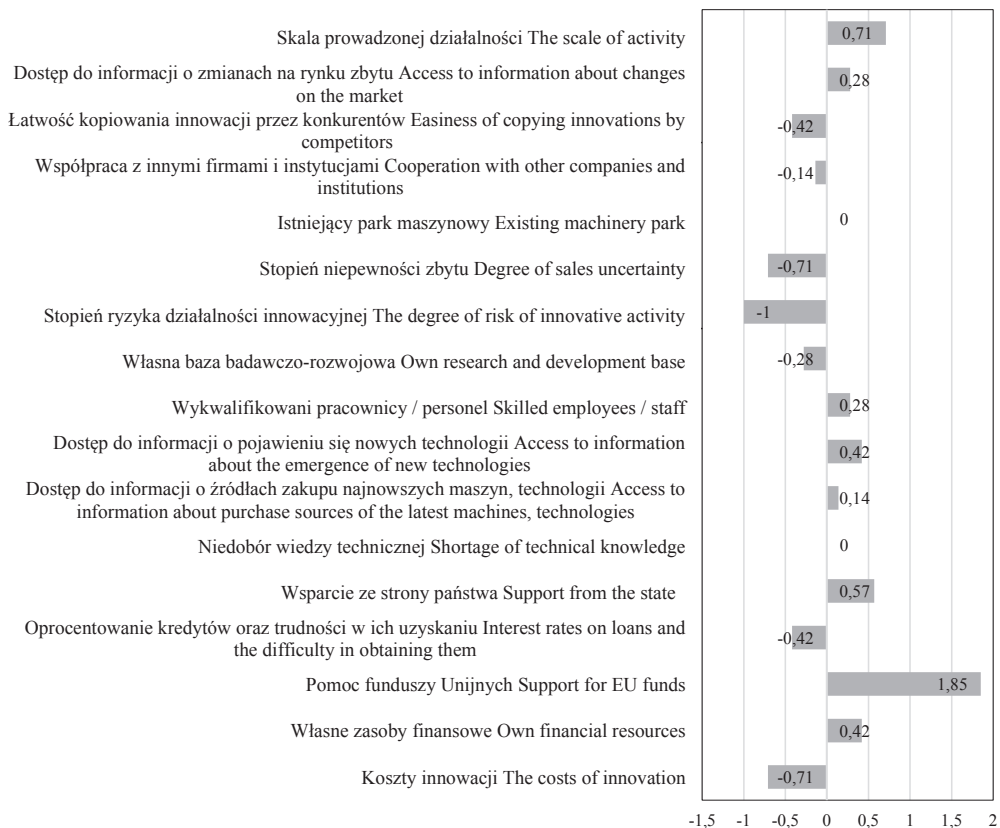 Skala prowadzonej działalności The scale of activity
0,71
Dostęp do informacji o zmianach na rynku zbytu Access to information about changes
on the market
0,28
Łatwość kopiowania innowacji przez konkurentów Easiness of copying innovations by
competitors
-0,42
Współpraca z innymi firmami i instytucjami Cooperation with other companies and
institutions
-0,14
Istniejący park maszynowy Existing machinery park
0
Stopień niepewności zbytu Degree of sales uncertainty
-0,71
Stopień ryzyka działalności innowacyjnej The degree of risk of innovative activity
-1
Własna baza badawczo-rozwojowa Own research and development base
-0,28
Wykwalifikowani pracownicy / personel Skilled employees / staff
0,28
Dostęp do informacji o pojawieniu się nowych technologii Access to information
about the emergence of new technologies
0,42
Dostęp do informacji o źródłach zakupu najnowszych maszyn, technologii Access to
information about purchase sources of the latest machines, technologies
0,14
Niedobór wiedzy technicznej Shortage of technical knowledge
0
Wsparcie ze strony państwa Support from the state
0,57
Oprocentowanie kredytów oraz trudności w ich uzyskaniu Interest rates on loans and
the difficulty in obtaining them
-0,42
Pomoc funduszy Unijnych Support for EU funds
1,85
Własne zasoby finansowe Own financial resources
0,42
Koszty innowacji The costs of innovation
-0,71
-1,5 -1 -0,5 0 0,5 1 1,5 2